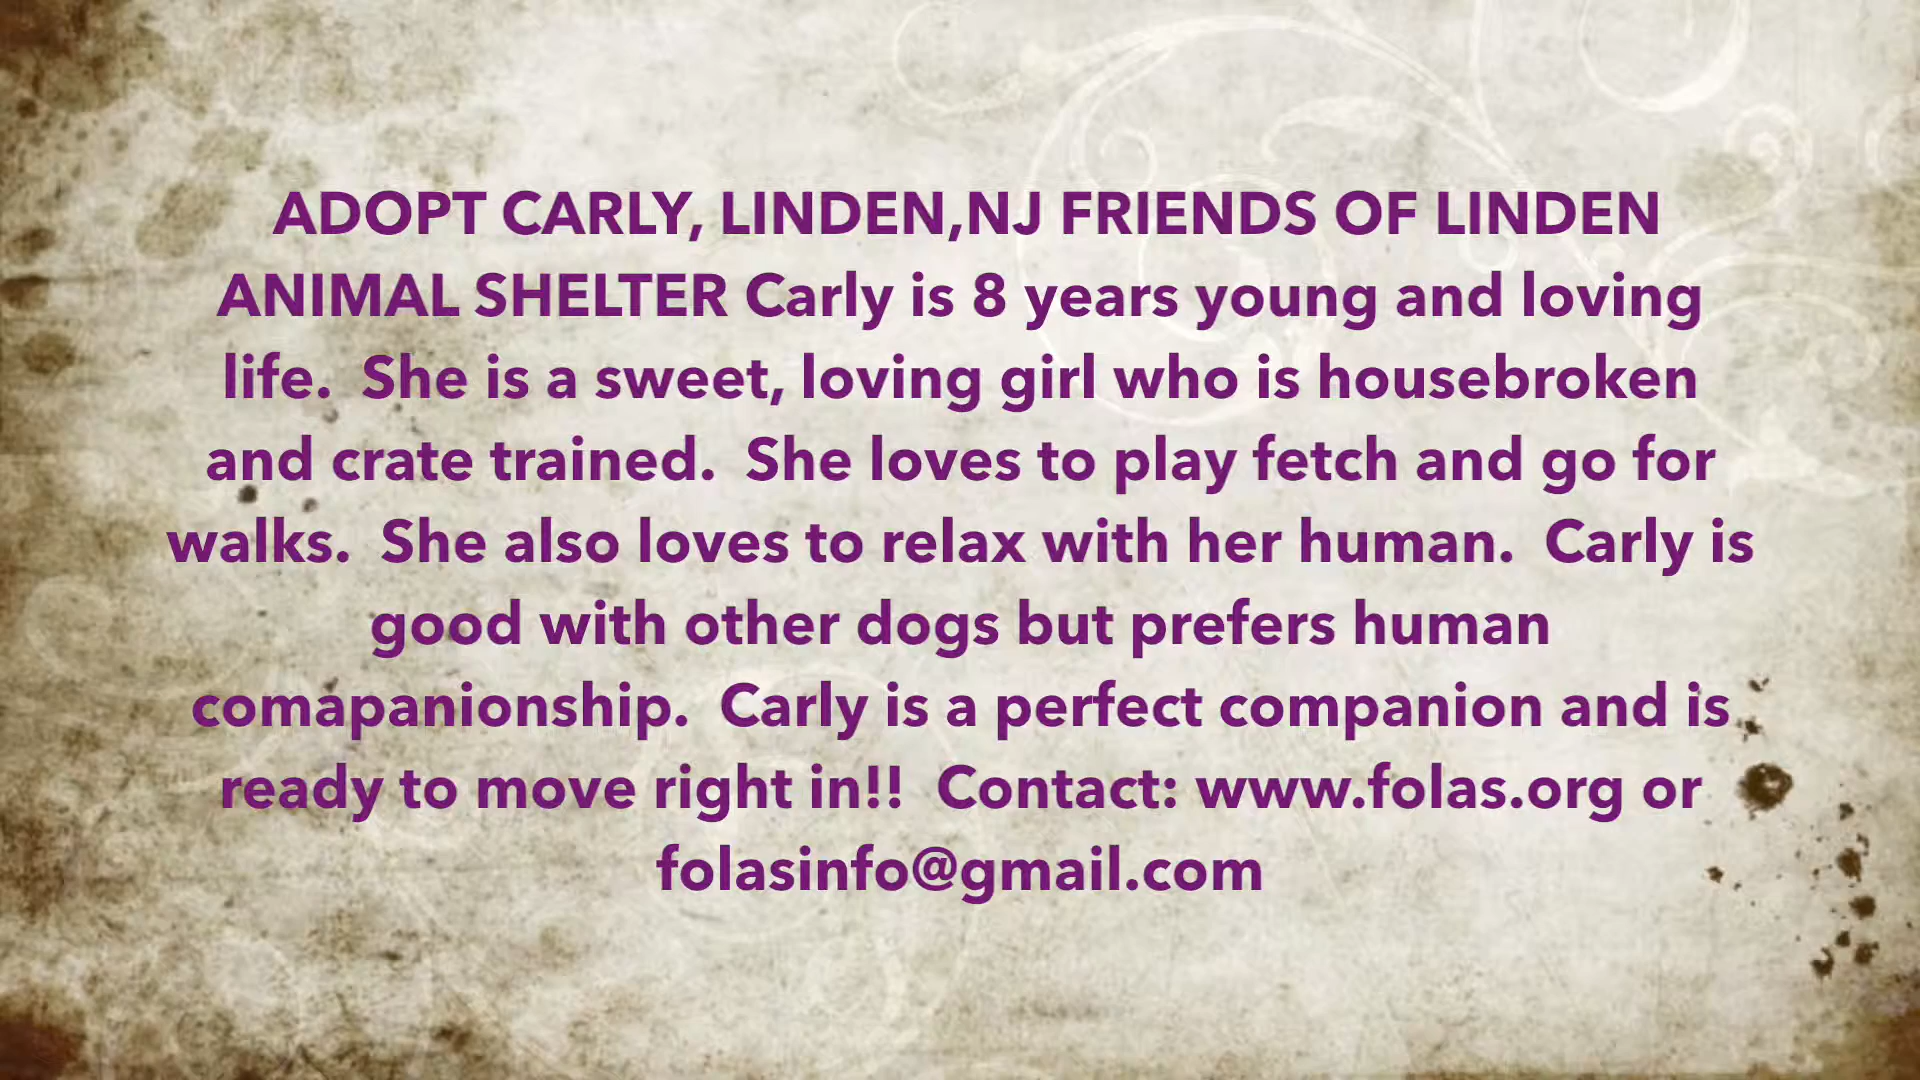 ADOPT CARLY, LINDEN,NJ FRIENDS OF LINDEN
ANIMAL SHELTER Carly is 8 years young and loving
life.  She is a sweet, loving girl who is housebroken
and crate trained.  She loves to play fetch and go for
walks.  She also loves to relax with her human.  Carly is
good with other dogs but prefers human
comapanionship.  Carly is a perfect companion and is
ready to move right in!!  Contact: www.folas.org or
folasinfo@gmail.com